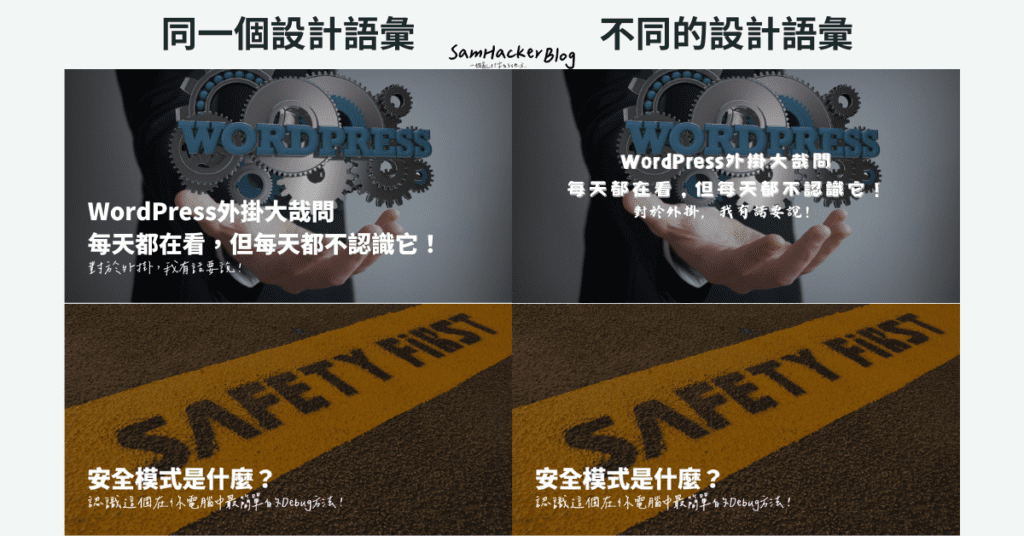 同一個設計語彙
不同的設計語彙
SamHackerBlog
WORDPRESS
WordPress外掛大哉問
每天都在看，但每天都不認識它！
對於外掛，我有話要說！
WORDPRESS
WordPress外掛大哉問
每天都在看，但每天都不認識它！
對於外掛，我有話要說！
SAFETY FIRST
安全模式是什麼？
認識這個在你電腦中最簡單的Debug方法！
SAFETY FIRST
安全模式是什麼？
認識這個在你電腦中最簡單的Debug方法！